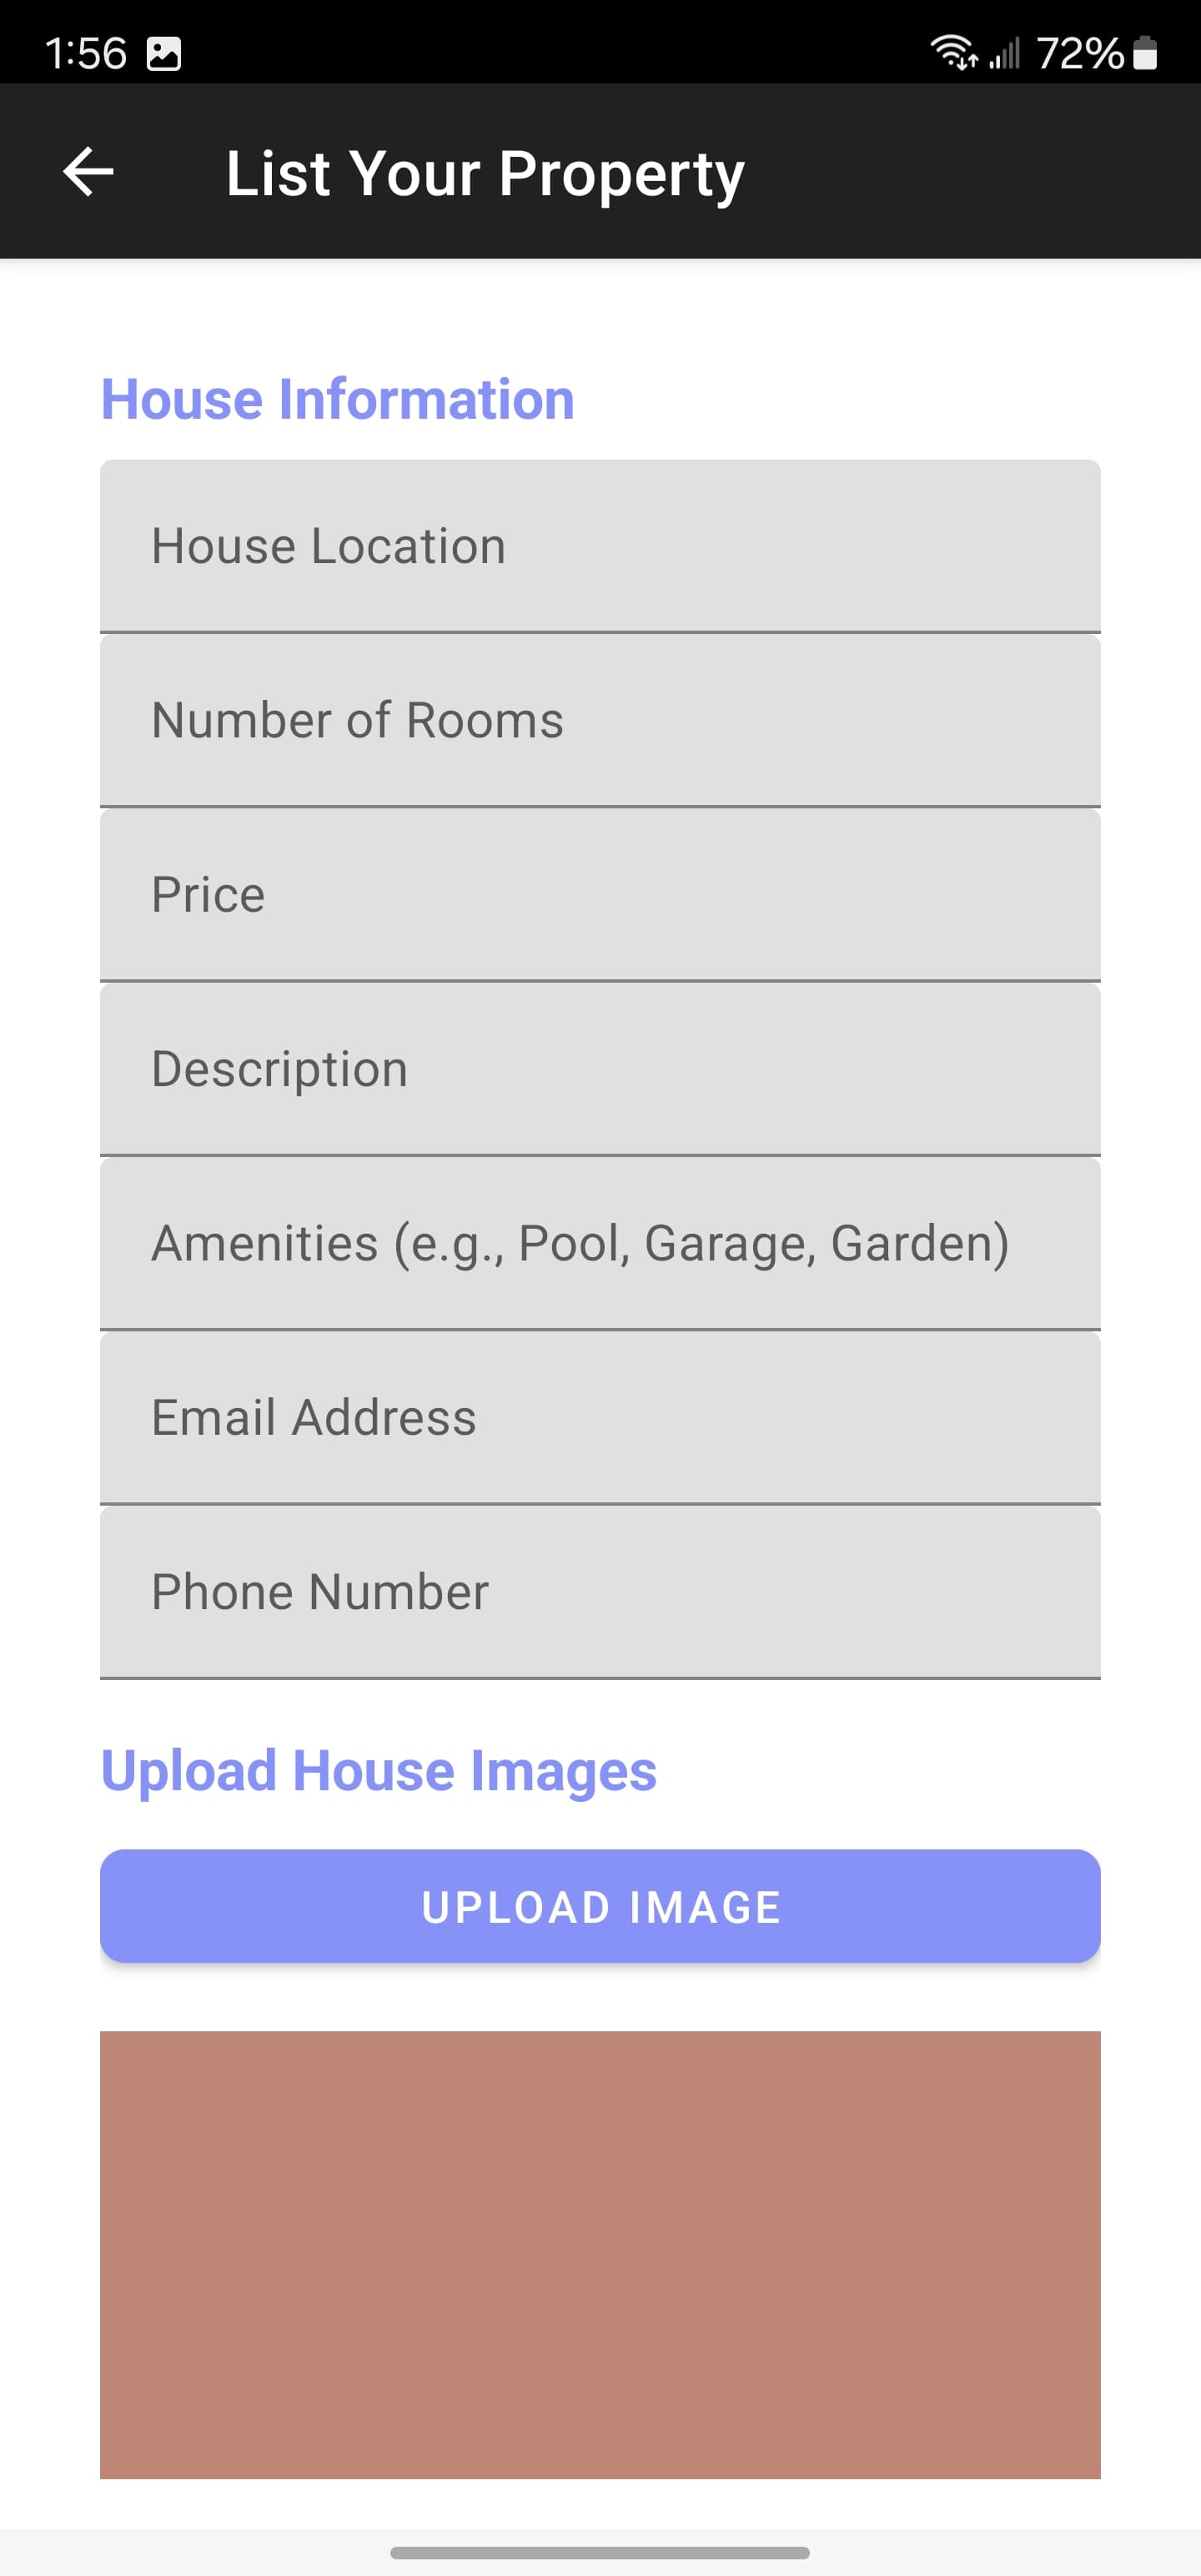 1:56 72%
List Your Property
House Information
House Location
Number of Rooms
Price
Description
Amenities (e.g., Pool, Garage, Garden)
Email Address
Phone Number
Upload House Images
UPLOAD IMAGE